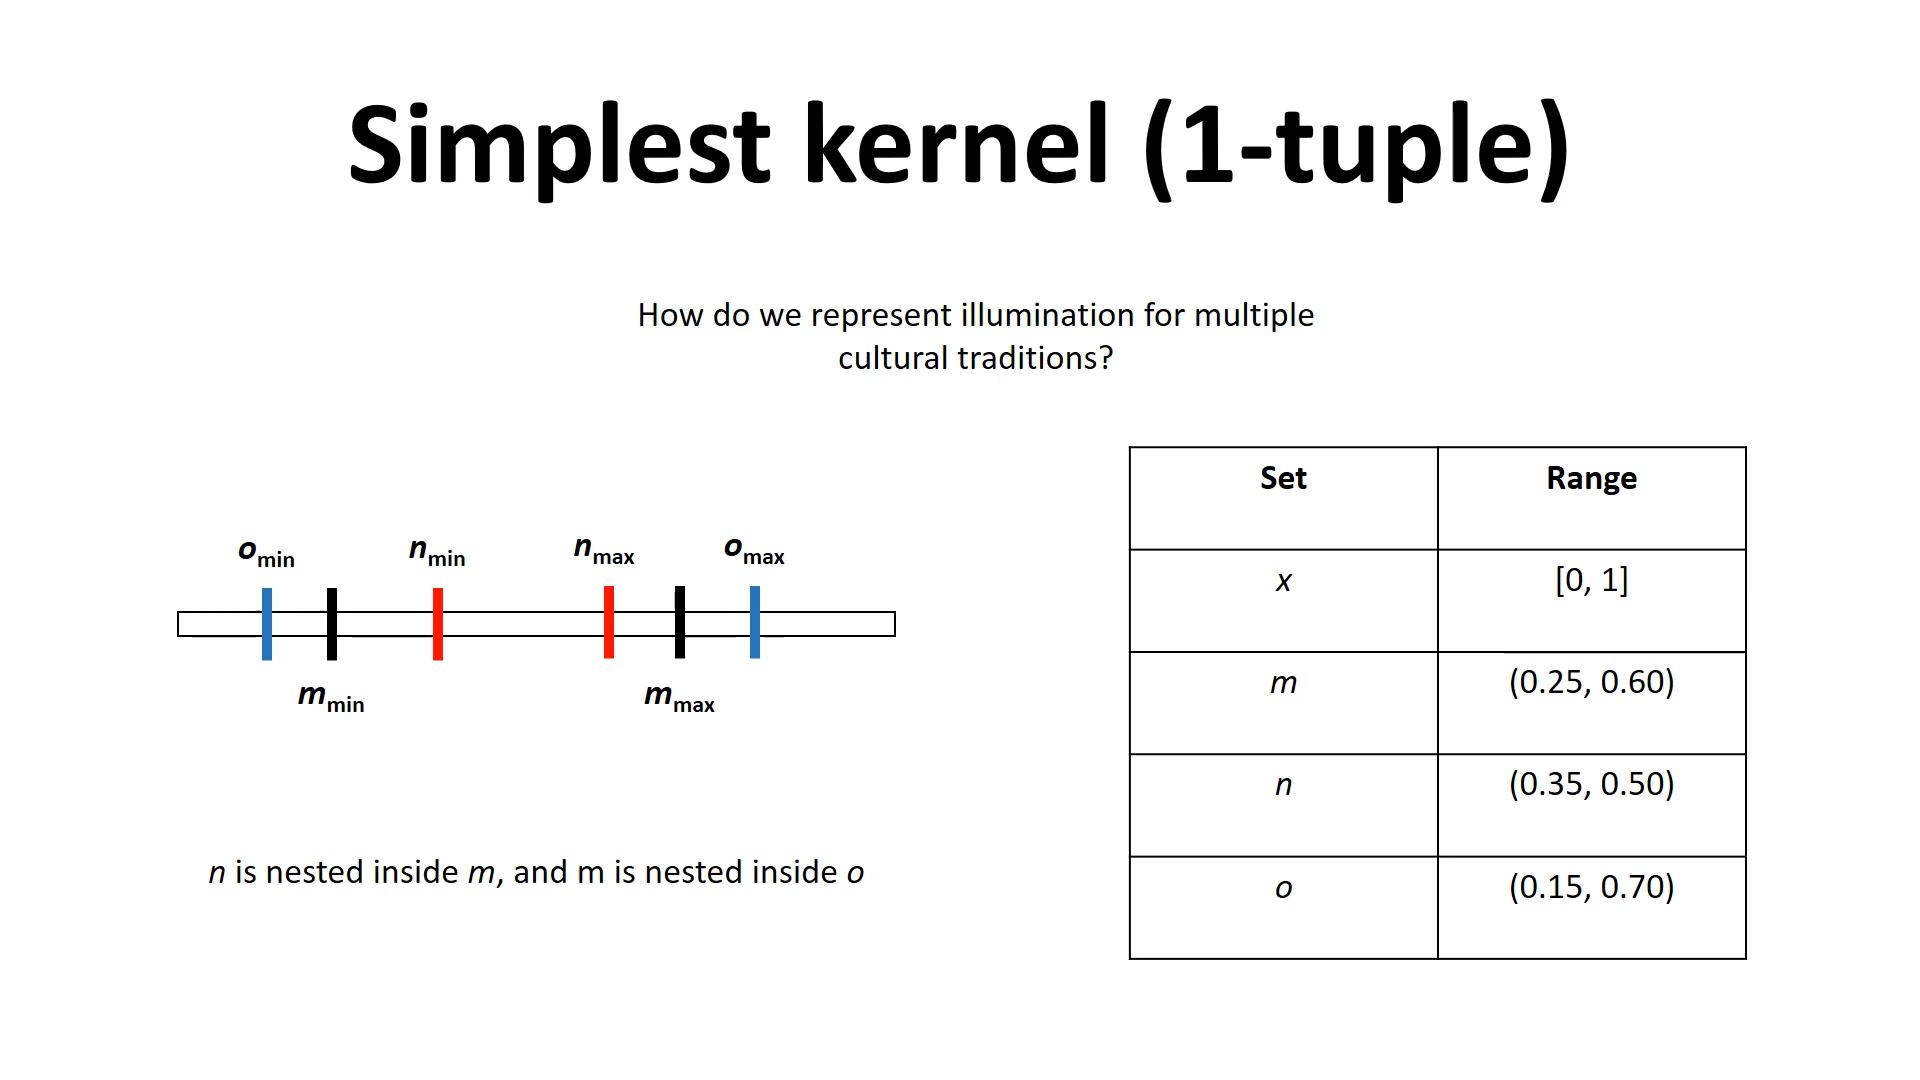 Simplest kernel (1-tuple)
How do we represent illumination for multiple
cultural traditions?
omin nmin nmax omax
mmin mmax
n is nested inside m, and m is nested inside o
Set Range
x [0, 1]
m (0.25, 0.60)
n (0.35, 0.50)
o (0.15, 0.70)